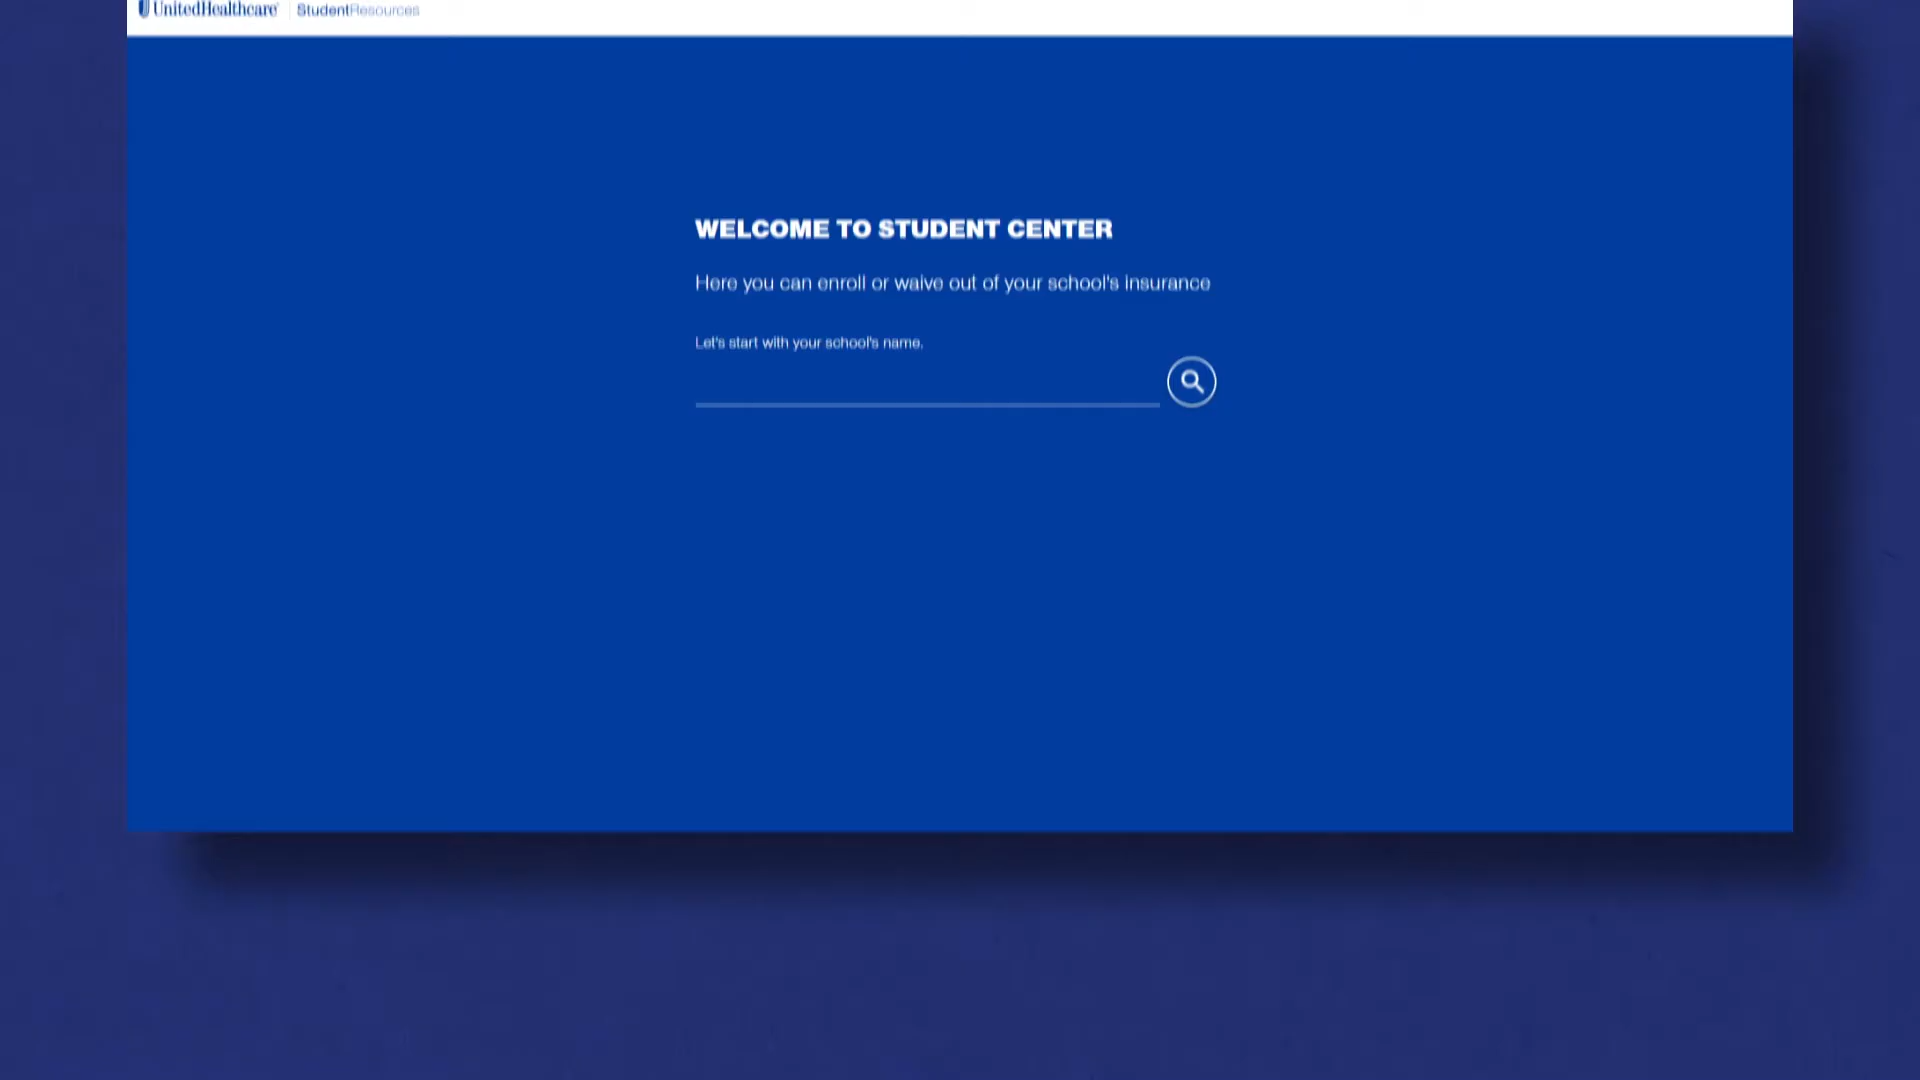 UnitedHealthcare StudentResources
WELCOME TO STUDENT CENTER
Here you can enroll or waive out of your school's insurance
Let's start with your school's name.